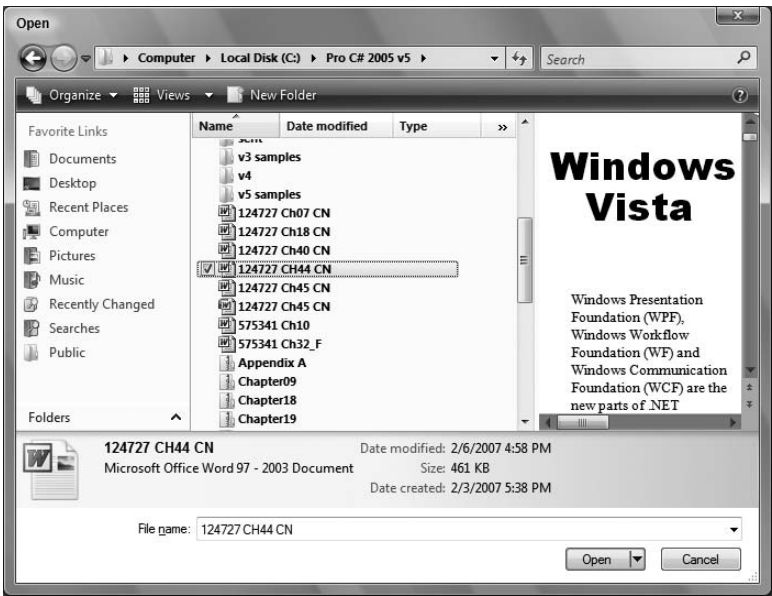 Open
Computer Local Disk (C:) Pro C# 2005 v5
Search
Organize Views New Folder
Favorite Links
Documents
Desktop
Recent Places
Computer
Pictures
Music
Recently Changed
Searches
Public
Folders
Name Date modified Type »
sent
v3 samples
v4
v5 samples
124727 Ch07 CN
124727 Ch18 CN
124727 Ch40 CN
124727 CH44 CN
124727 Ch45 CN
124727 Ch45 CN
575341 Ch10
575341 Ch32_F
Appendix A
Chapter09
Chapter18
Chapter19
Windows
Vista
Windows Presentation
Foundation (WPF),
Windows Workflow
Foundation (WF) and
Windows Communication
Foundation (WCF) are the
new parts of .NET
124727 CH44 CN
Microsoft Office Word 97 - 2003 Document
Date modified: 2/6/2007 4:58 PM
Size: 461 KB
Date created: 2/3/2007 5:38 PM
File name: 124727 CH44 CN
Open Cancel